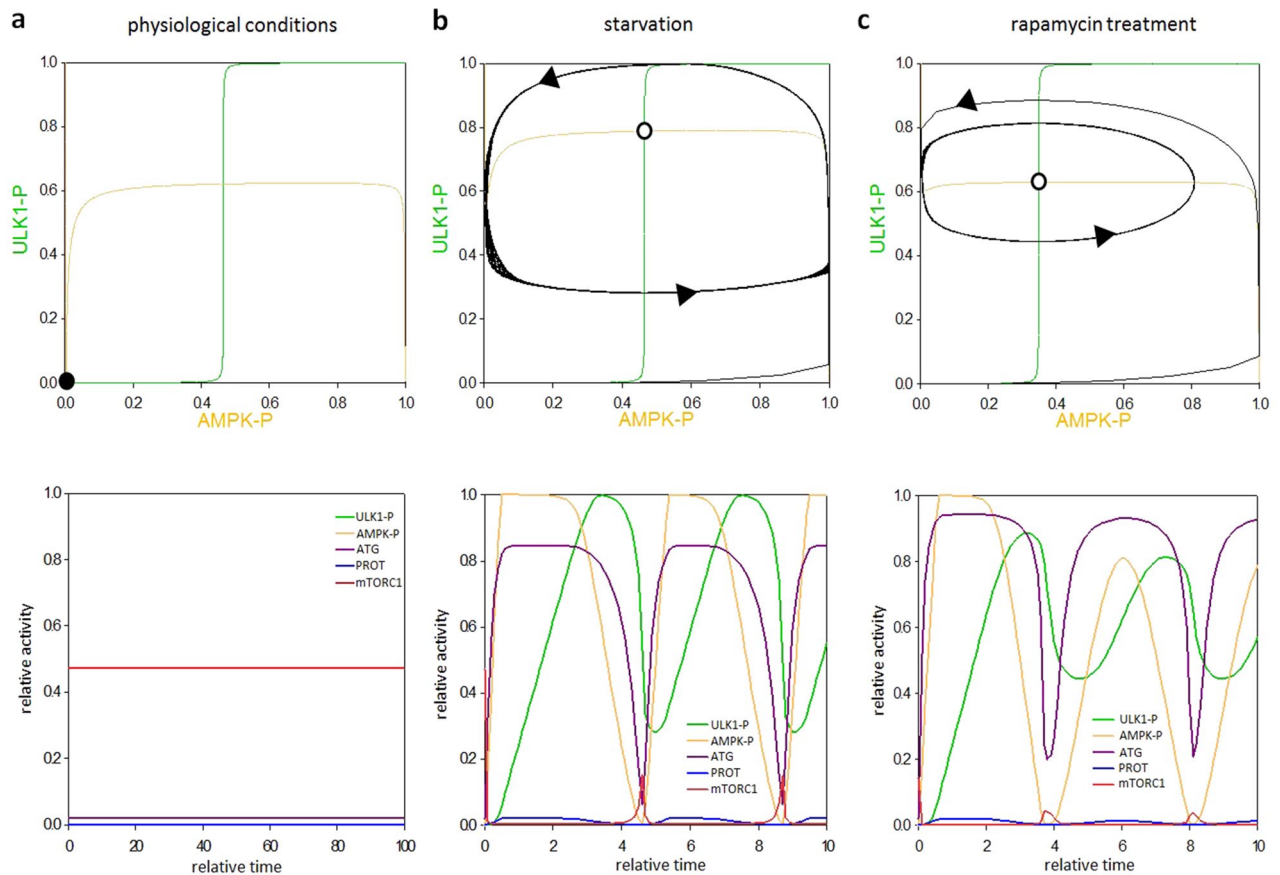 a physiological conditions
b starvation
c rapamycin treatment
1.0
0.8
0.6
0.4
0.2
0.0
ULK1-P
0.0 0.2 0.4 0.6 0.8 1.0
AMPK-P
1.0
0.8
0.6
0.4
0.2
0.0
ULK1-P
0.0 0.2 0.4 0.6 0.8 1.0
AMPK-P
1.0
0.8
0.6
0.4
0.2
0.0
ULK1-P
0.0 0.2 0.4 0.6 0.8 1.0
AMPK-P
1.0
0.8
0.6
0.4
0.2
0.0
relative activity
ULK1-P
AMPK-P
ATG
PROT
mTORC1
0 20 40 60 80 100
relative time
1.0
0.8
0.6
0.4
0.2
0.0
relative activity
ULK1-P
AMPK-P
ATG
PROT
mTORC1
0 2 4 6 8 10
relative time
1.0
0.8
0.6
0.4
0.2
0.0
relative activity
ULK1-P
AMPK-P
ATG
PROT
mTORC1
0 2 4 6 8 10
relative time